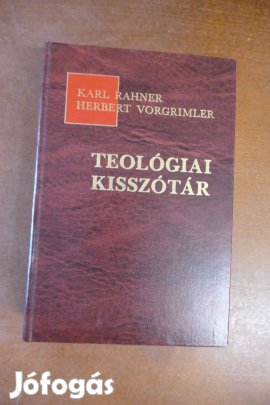 KARL RAHNER
HERBERT VORGRIMLER
TEOLÓGIAI
KISSZÓTÁR
Jófogás